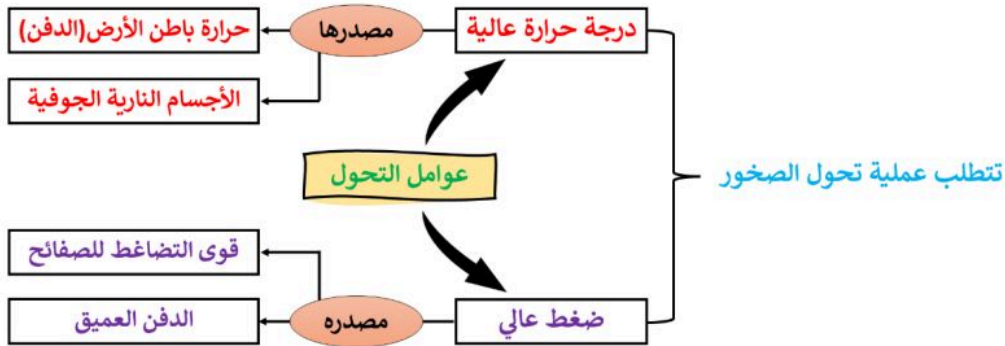 تتطلب عملية تحول الصخور
عوامل التحول
درجة حرارة عالية
مصدرها
حرارة باطن الأرض(الدفن)
الأجسام النارية الجوفية
ضغط عالي
مصدره
قوى التضاغط للصفائح
الدفن العميق